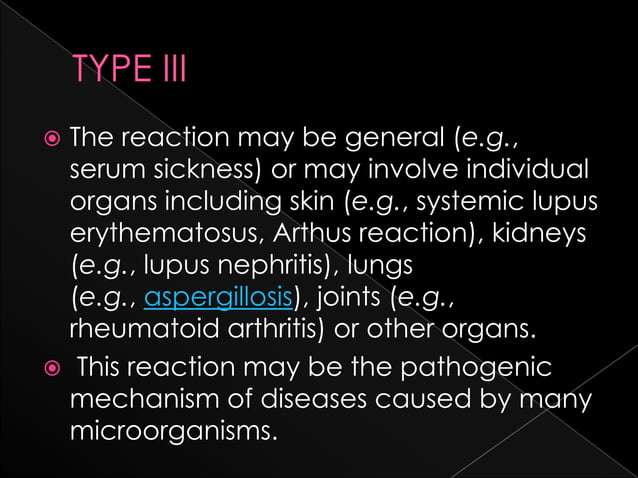 TYPE III
The reaction may be general (e.g.,
serum sickness) or may involve individual
organs including skin (e.g., systemic lupus
erythematosus, Arthus reaction), kidneys
(e.g., lupus nephritis), lungs
(e.g., aspergillosis), joints (e.g.,
rheumatoid arthritis) or other organs.
This reaction may be the pathogenic
mechanism of diseases caused by many
microorganisms.